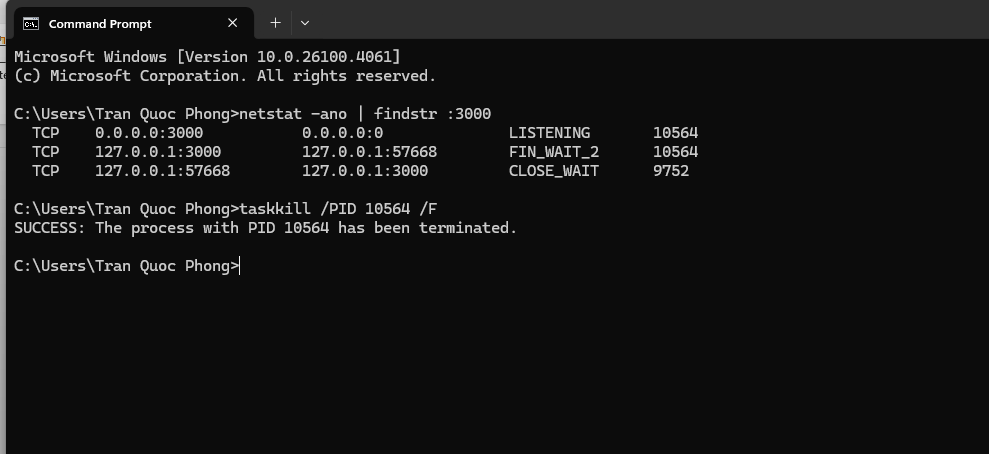 Command Prompt
Microsoft Windows [Version 10.0.26100.4061]
(c) Microsoft Corporation. All rights reserved.
C:\Users\Tran Quoc Phong>netstat -ano | findstr :3000
  TCP    0.0.0.0:3000           0.0.0.0:0              LISTENING       10564
  TCP    127.0.0.1:3000         127.0.0.1:57668        FIN_WAIT_2      10564
  TCP    127.0.0.1:57668        127.0.0.1:3000         CLOSE_WAIT      9752
C:\Users\Tran Quoc Phong>taskkill /PID 10564 /F
SUCCESS: The process with PID 10564 has been terminated.
C:\Users\Tran Quoc Phong>